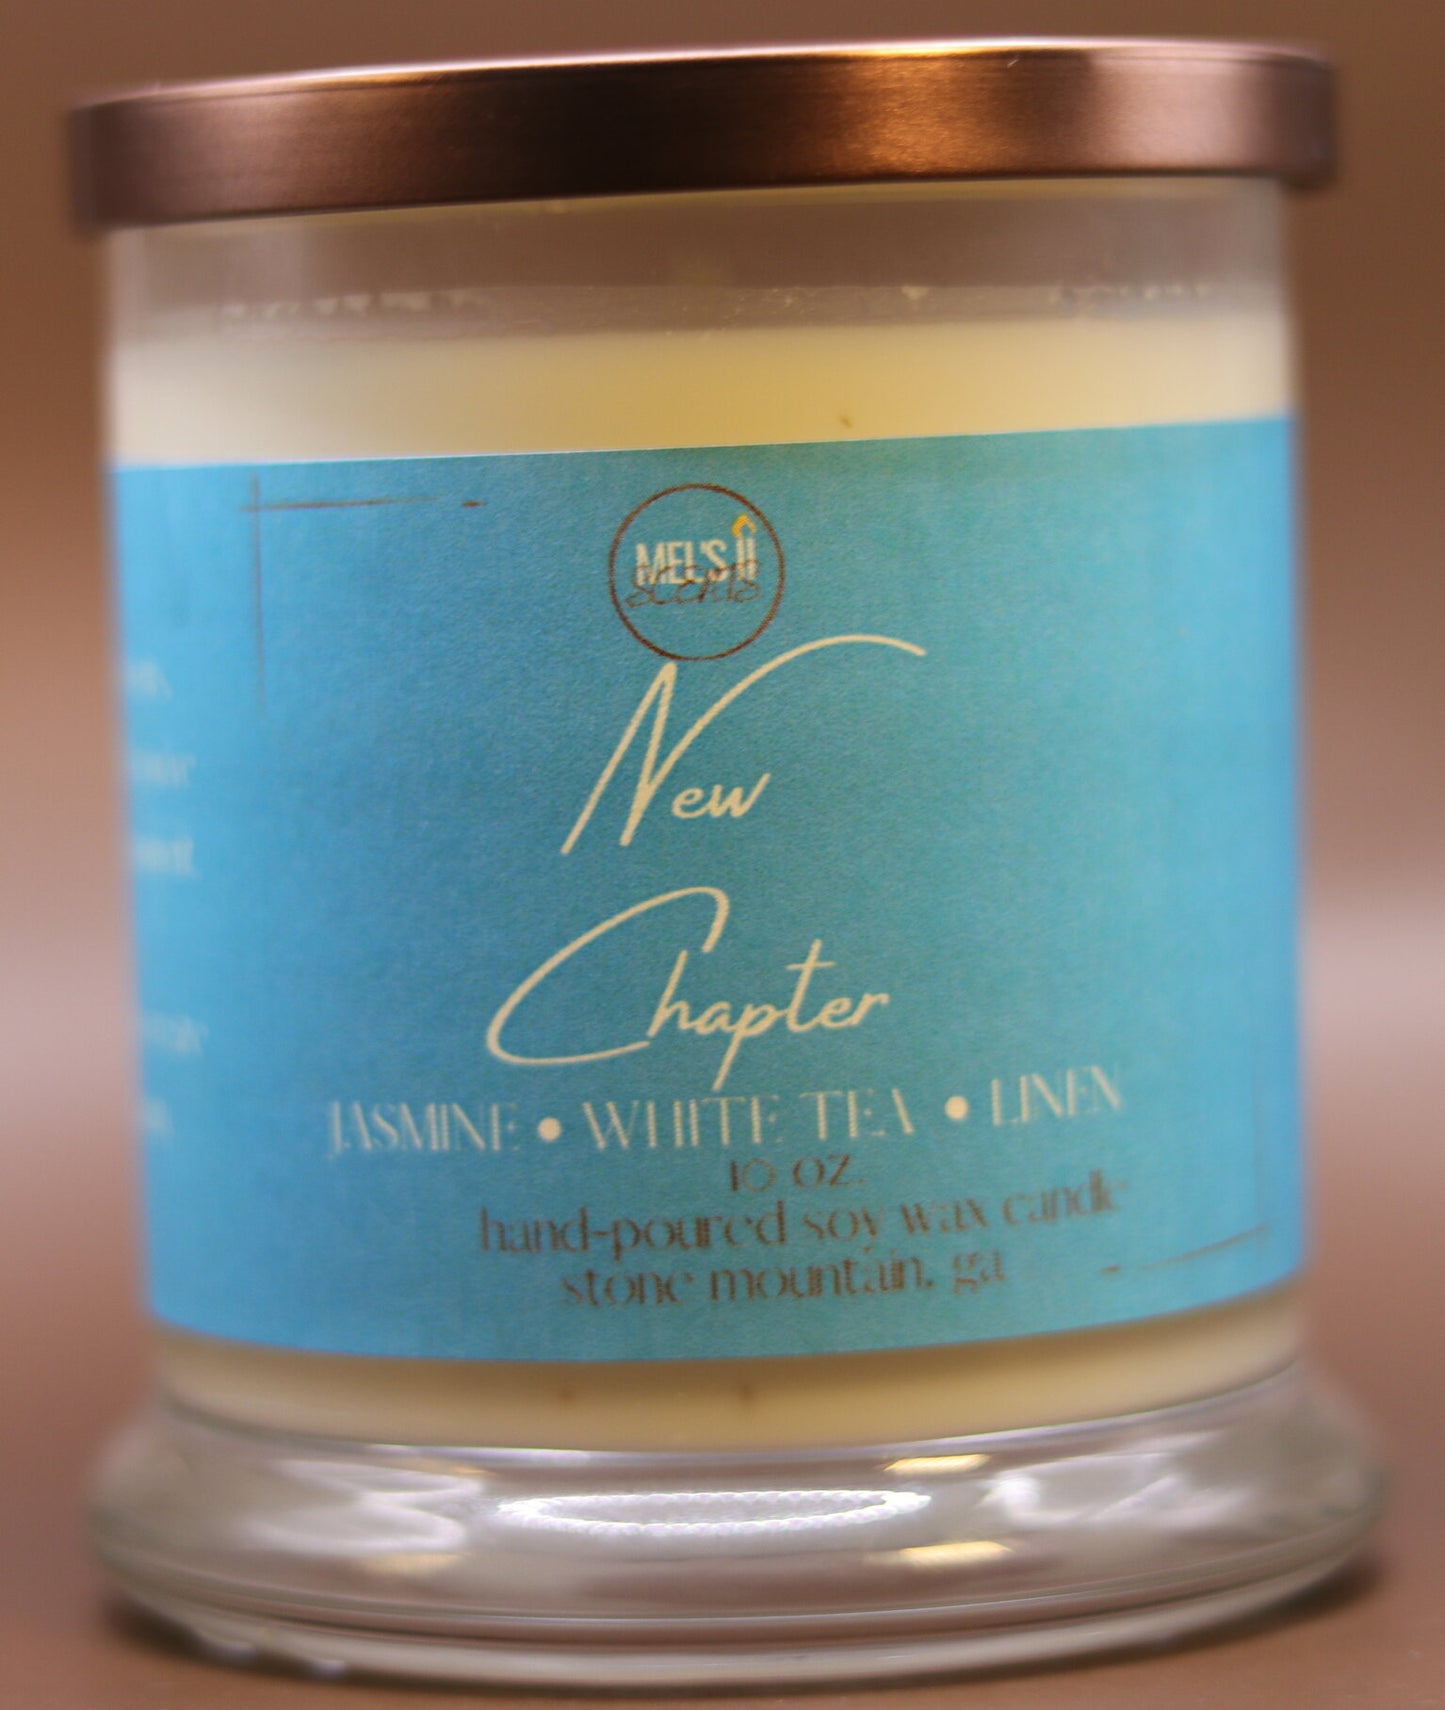 MEL'S
SCENTS
New
Chapter
JASMINE • WHITE TEA • LINEN
10 OZ.
hand-poured soy wax candle
stone mountain, ga